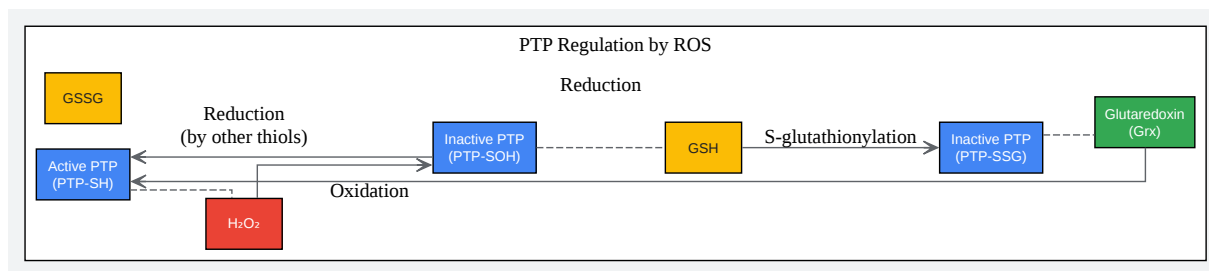 PTP Regulation by ROS
Reduction
GSSG
Reduction
(by other thiols)
Inactive PTP
(PTP-SOH)
GSH
S-glutathionylation
Inactive PTP
(PTP-SSG)
Glutaredoxin
(Grx)
Active PTP
(PTP-SH)
Oxidation
H₂O₂